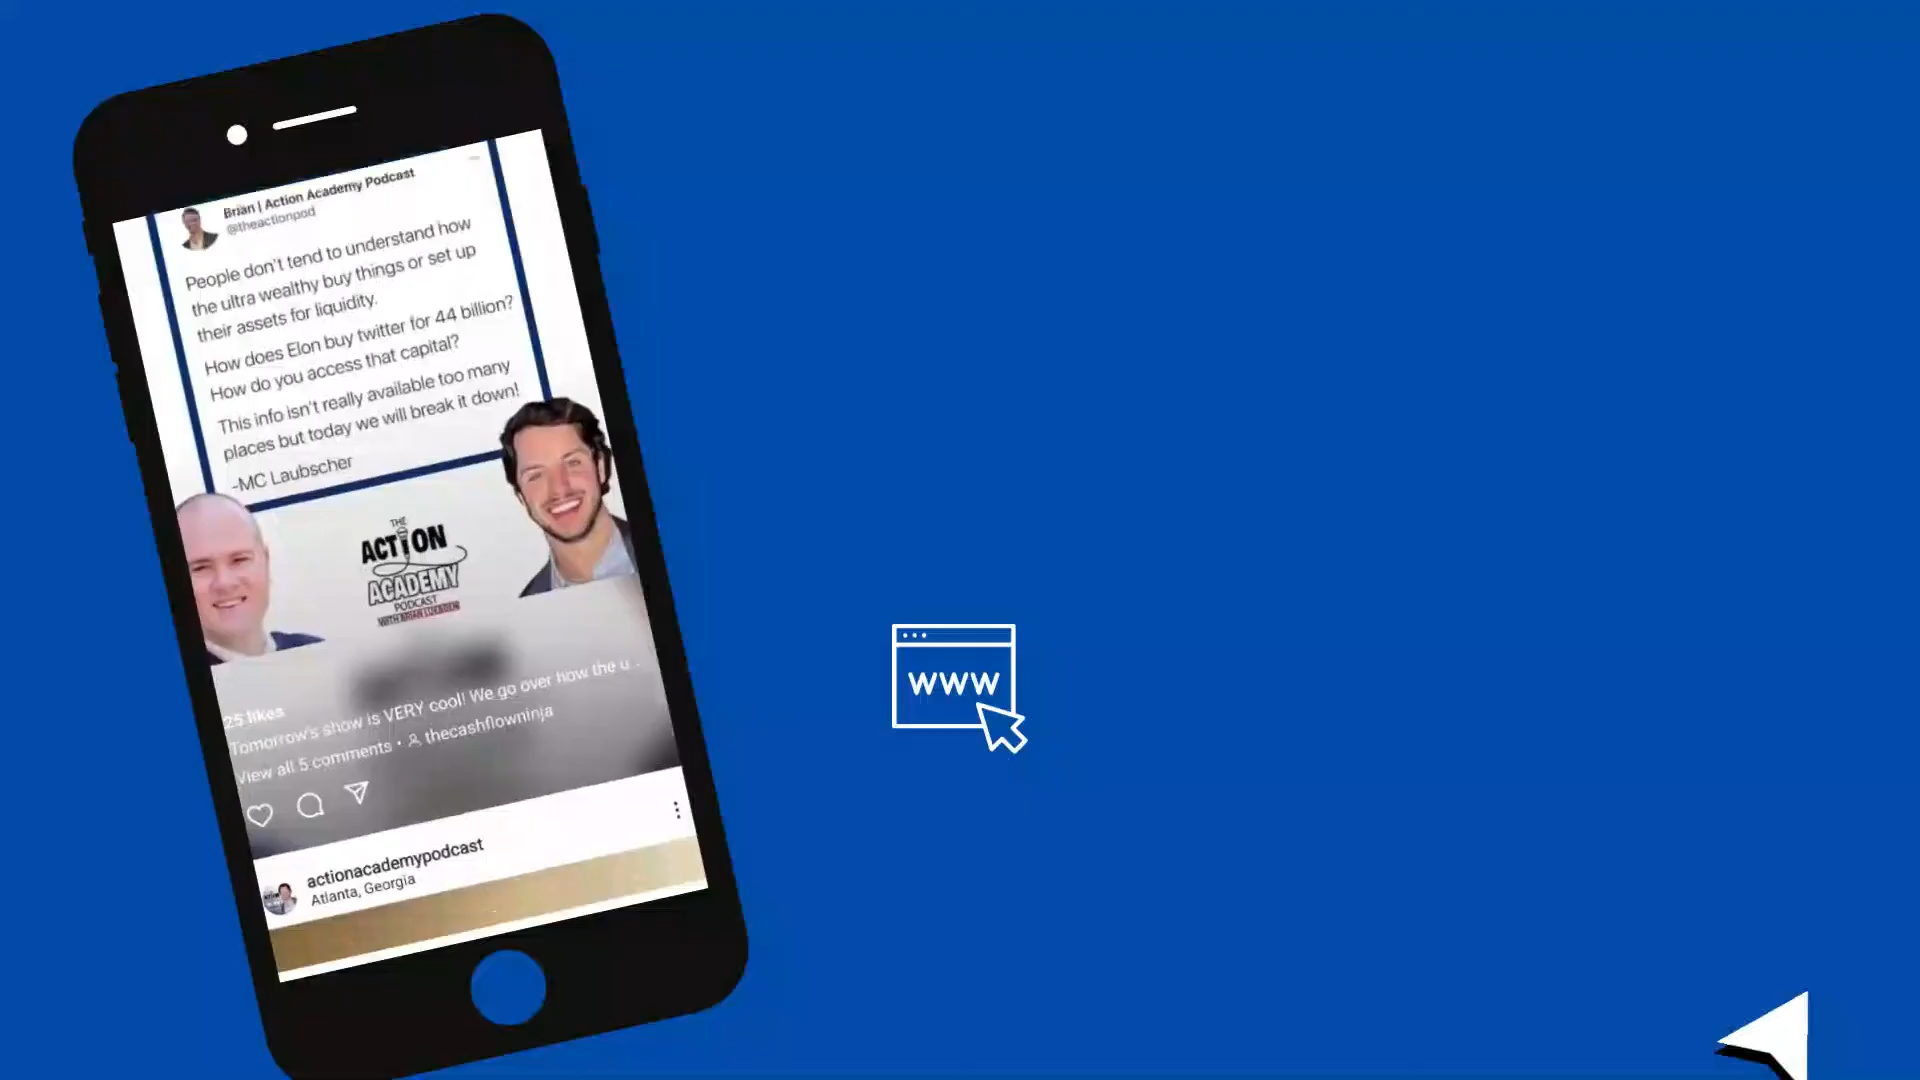 Brian | Action Academy Podcast
@theactionpod
People don't tend to understand how
the ultra wealthy buy things or set up
their assets for liquidity.
How does Elon buy twitter for 44 billion?
How do you access that capital?
This info isn't really available too many
places but today we will break it down!
-MC Laubscher
THE
ACTION
ACADEMY
PODCAST
25 likes
Tomorrow's show is VERY cool! We go over how the u...
View all 5 comments • thecashflowninja
actionacademypodcast
Atlanta, Georgia
WWW